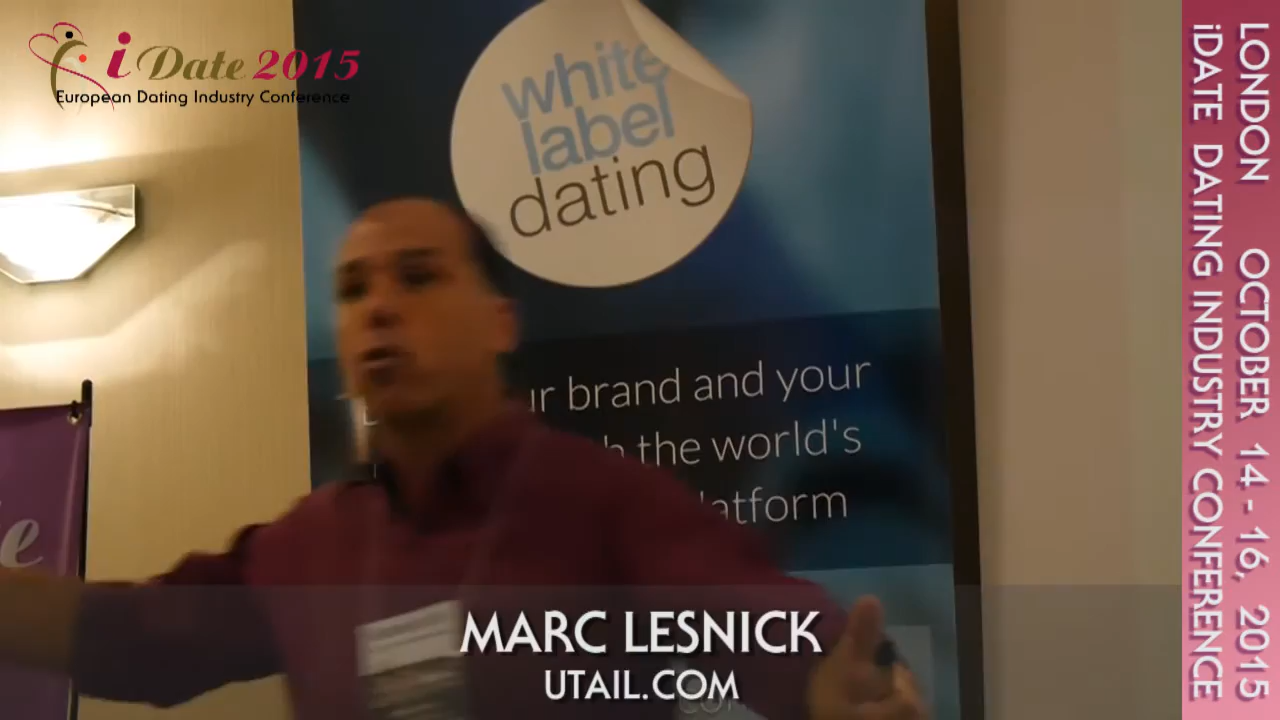 iDate 2015
European Dating Industry Conference
white
label
dating
ur brand and your
the world's
latform
e
MARC LESNICK
UTAIL.COM
LONDON OCTOBER 14 - 16, 2015
iDATE DATING INDUSTRY CONFERENCE